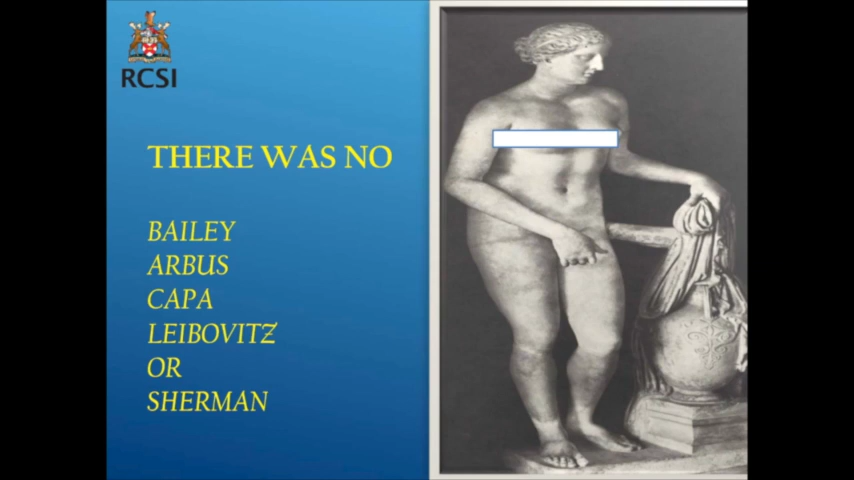 RCSI
THERE WAS NO
BAILEY
ARBUS
CAPA
LEIBOVITZ
OR
SHERMAN